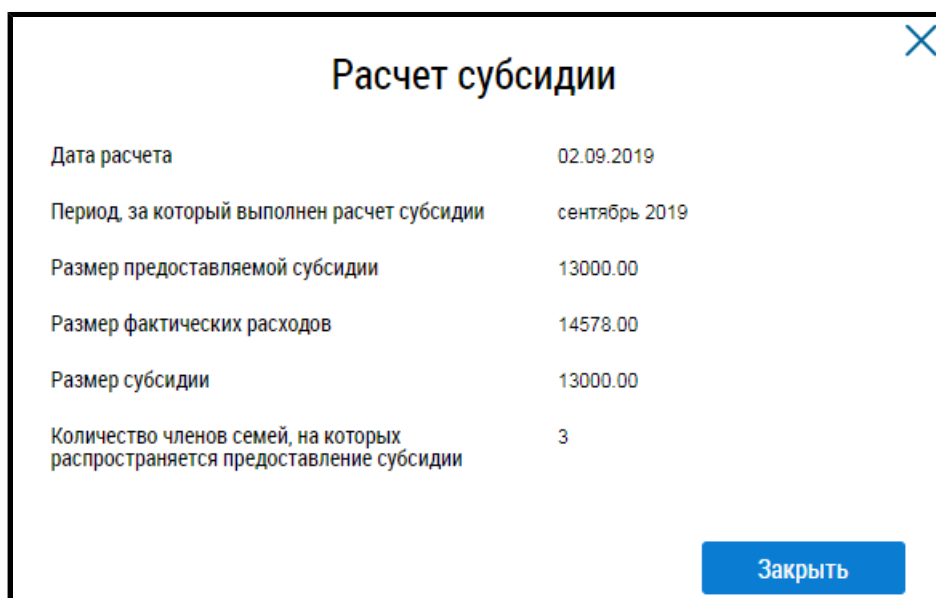 Расчет субсидии
Дата расчета 02.09.2019
Период, за который выполнен расчет субсидии сентябрь 2019
Размер предоставляемой субсидии 13000.00
Размер фактических расходов 14578.00
Размер субсидии 13000.00
Количество членов семей, на которых 3
распространяется предоставление субсидии
Закрыть